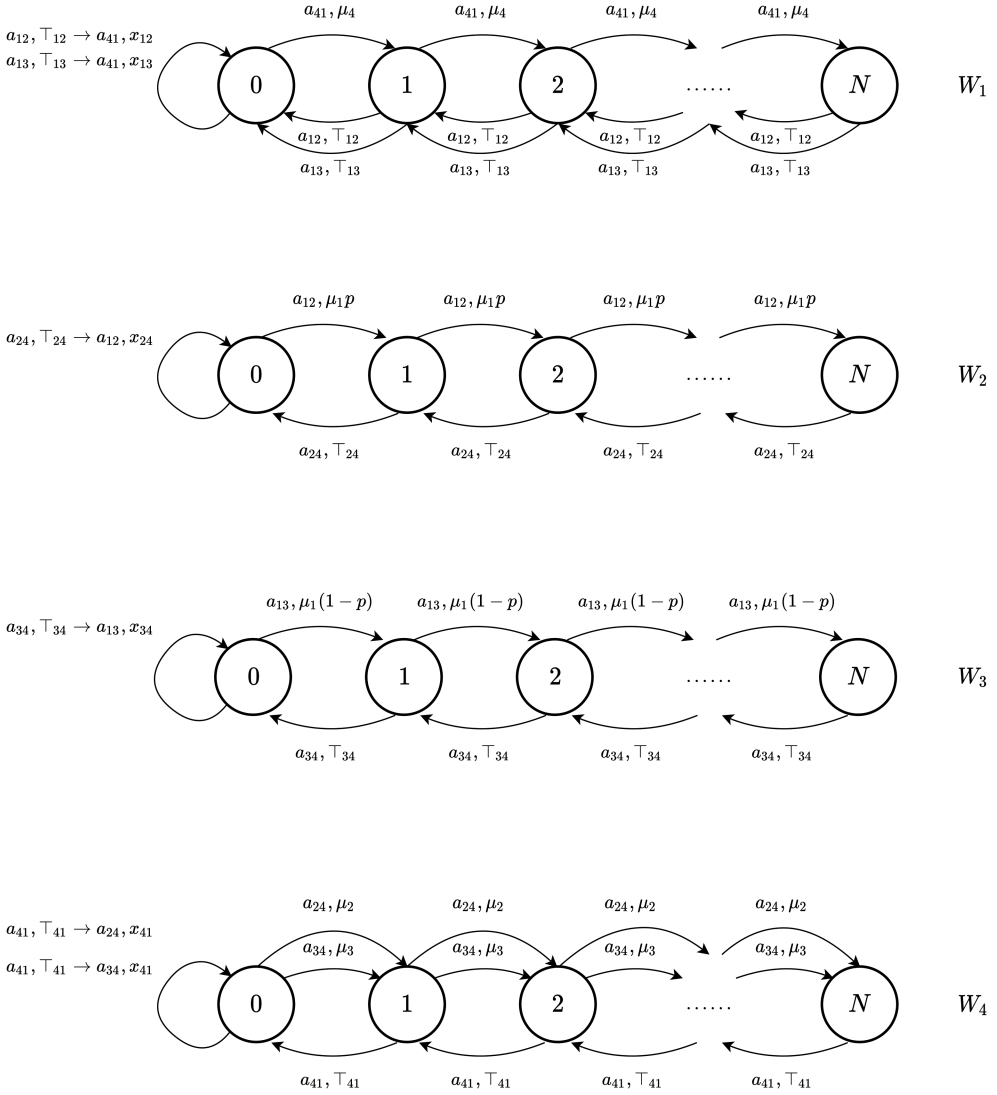 a₄₁, μ₄ a₄₁, μ₄ a₄₁, μ₄ a₄₁, μ₄
a₁₂, ⊤₁₂ → a₄₁, x₁₂
a₁₃, ⊤₁₃ → a₄₁, x₁₃
0 1 2 ...... N W₁
a₁₂, ⊤₁₂ a₁₂, ⊤₁₂ a₁₂, ⊤₁₂ a₁₂, ⊤₁₂
a₁₃, ⊤₁₃ a₁₃, ⊤₁₃ a₁₃, ⊤₁₃ a₁₃, ⊤₁₃
a₁₂, μ₁p a₁₂, μ₁p a₁₂, μ₁p a₁₂, μ₁p
a₂₄, ⊤₂₄ → a₁₂, x₂₄
0 1 2 ...... N W₂
a₂₄, ⊤₂₄ a₂₄, ⊤₂₄ a₂₄, ⊤₂₄ a₂₄, ⊤₂₄
a₁₃, μ₁(1 − p) a₁₃, μ₁(1 − p) a₁₃, μ₁(1 − p) a₁₃, μ₁(1 − p)
a₃₄, ⊤₃₄ → a₁₃, x₃₄
0 1 2 ...... N W₃
a₃₄, ⊤₃₄ a₃₄, ⊤₃₄ a₃₄, ⊤₃₄ a₃₄, ⊤₃₄
a₂₄, μ₂ a₂₄, μ₂ a₂₄, μ₂ a₂₄, μ₂
a₄₁, ⊤₄₁ → a₂₄, x₄₁
a₃₄, μ₃ a₃₄, μ₃ a₃₄, μ₃ a₃₄, μ₃
a₄₁, ⊤₄₁ → a₃₄, x₄₁
0 1 2 ...... N W₄
a₄₁, ⊤₄₁ a₄₁, ⊤₄₁ a₄₁, ⊤₄₁ a₄₁, ⊤₄₁